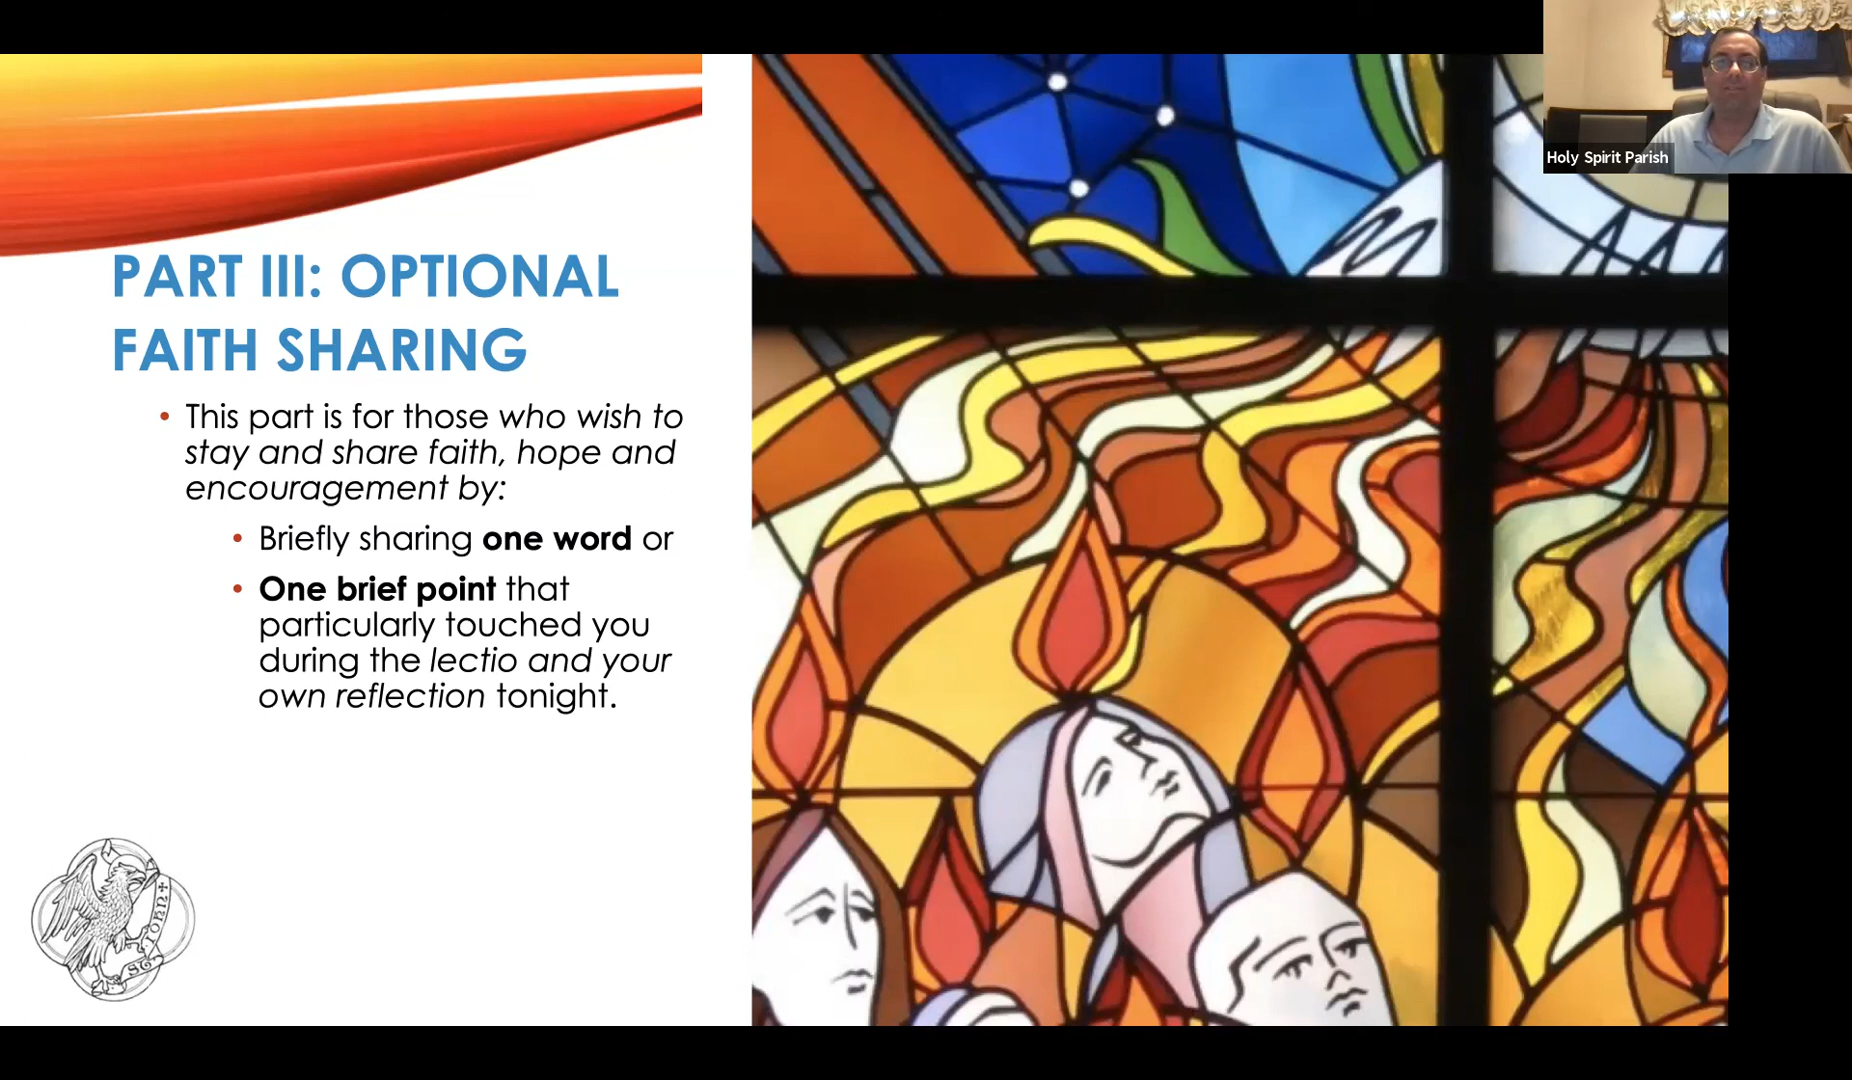 Holy Spirit Parish
PART III: OPTIONAL
FAITH SHARING
• This part is for those who wish to
stay and share faith, hope and
encouragement by:
• Briefly sharing one word or
• One brief point that
particularly touched you
during the lectio and your
own reflection tonight.